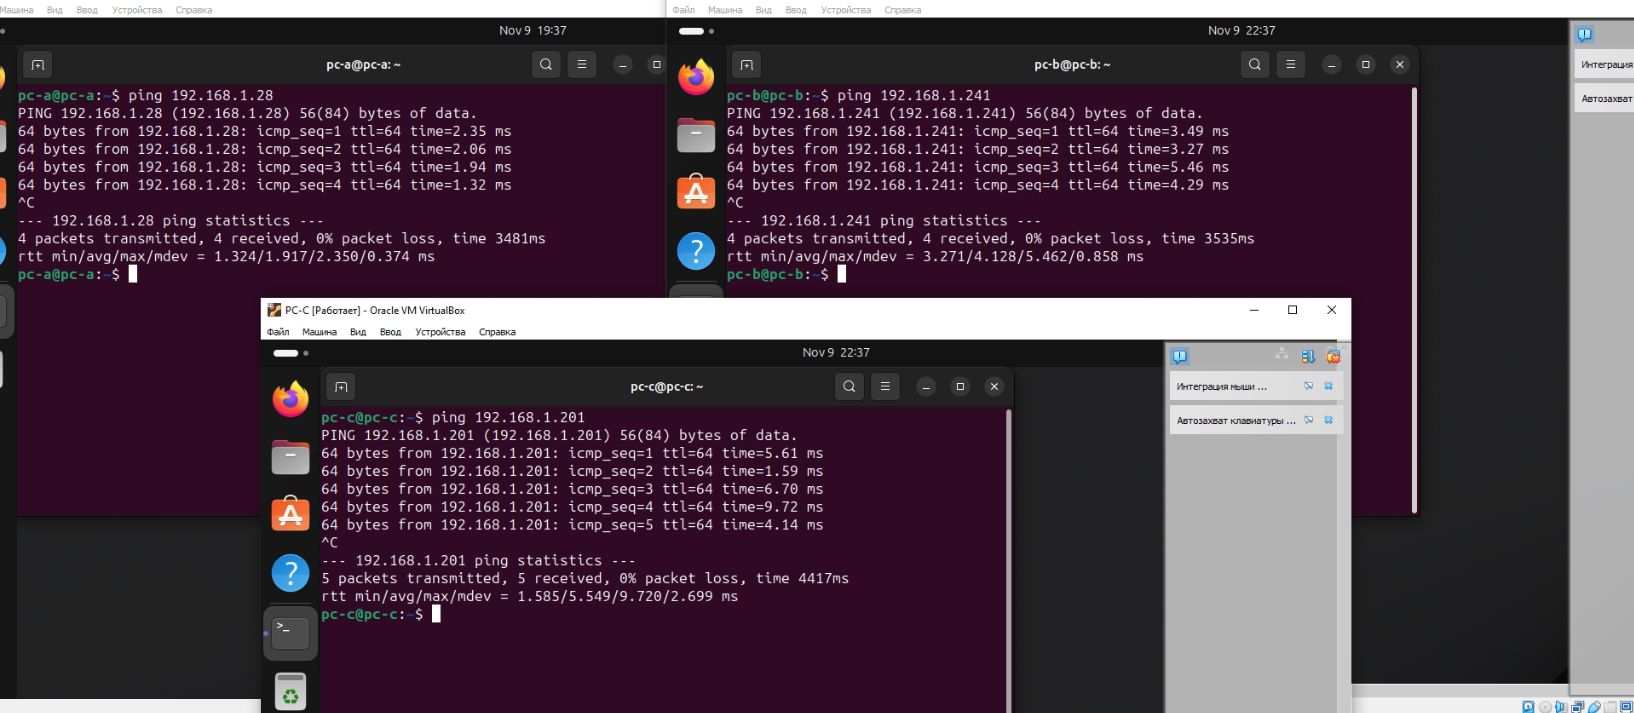 Машина Вид Ввод Устройства Справка
Nov 9 19:37
pc-a@pc-a: ~
pc-a@pc-a:~$ ping 192.168.1.28
PING 192.168.1.28 (192.168.1.28) 56(84) bytes of data.
64 bytes from 192.168.1.28: icmp_seq=1 ttl=64 time=2.35 ms
64 bytes from 192.168.1.28: icmp_seq=2 ttl=64 time=2.06 ms
64 bytes from 192.168.1.28: icmp_seq=3 ttl=64 time=1.94 ms
64 bytes from 192.168.1.28: icmp_seq=4 ttl=64 time=1.32 ms
^C
--- 192.168.1.28 ping statistics ---
4 packets transmitted, 4 received, 0% packet loss, time 3481ms
rtt min/avg/max/mdev = 1.324/1.917/2.350/0.374 ms
pc-a@pc-a:~$
Файл Машина Вид Ввод Устройства Справка
Nov 9 22:37
pc-b@pc-b: ~
pc-b@pc-b:~$ ping 192.168.1.241
PING 192.168.1.241 (192.168.1.241) 56(84) bytes of data.
64 bytes from 192.168.1.241: icmp_seq=1 ttl=64 time=3.49 ms
64 bytes from 192.168.1.241: icmp_seq=2 ttl=64 time=3.27 ms
64 bytes from 192.168.1.241: icmp_seq=3 ttl=64 time=5.46 ms
64 bytes from 192.168.1.241: icmp_seq=4 ttl=64 time=4.29 ms
^C
--- 192.168.1.241 ping statistics ---
4 packets transmitted, 4 received, 0% packet loss, time 3535ms
rtt min/avg/max/mdev = 3.271/4.128/5.462/0.858 ms
pc-b@pc-b:~$
Интеграция
Автозахват
PC-C [Работает] - Oracle VM VirtualBox
Файл Машина Вид Ввод Устройства Справка
Nov 9 22:37
pc-c@pc-c: ~
pc-c@pc-c:~$ ping 192.168.1.201
PING 192.168.1.201 (192.168.1.201) 56(84) bytes of data.
64 bytes from 192.168.1.201: icmp_seq=1 ttl=64 time=5.61 ms
64 bytes from 192.168.1.201: icmp_seq=2 ttl=64 time=1.59 ms
64 bytes from 192.168.1.201: icmp_seq=3 ttl=64 time=6.70 ms
64 bytes from 192.168.1.201: icmp_seq=4 ttl=64 time=9.72 ms
64 bytes from 192.168.1.201: icmp_seq=5 ttl=64 time=4.14 ms
^C
--- 192.168.1.201 ping statistics ---
5 packets transmitted, 5 received, 0% packet loss, time 4417ms
rtt min/avg/max/mdev = 1.585/5.549/9.720/2.699 ms
pc-c@pc-c:~$
Интеграция мыши ...
Автозахват клавиатуры ...